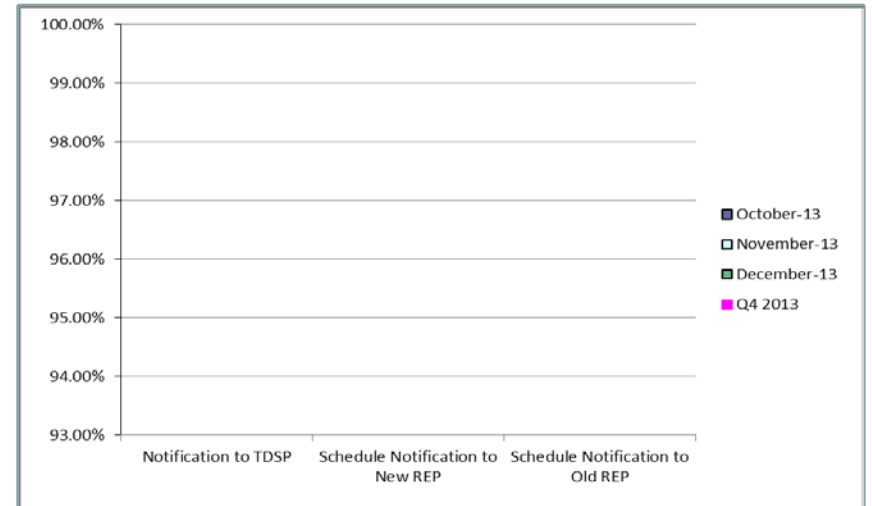 100.00%
99.00%
98.00%
97.00%
96.00%
95.00%
94.00%
93.00%
Notification to TDSP
Schedule Notification to
New REP
Schedule Notification to
Old REP
October-13
November-13
December-13
Q4 2013